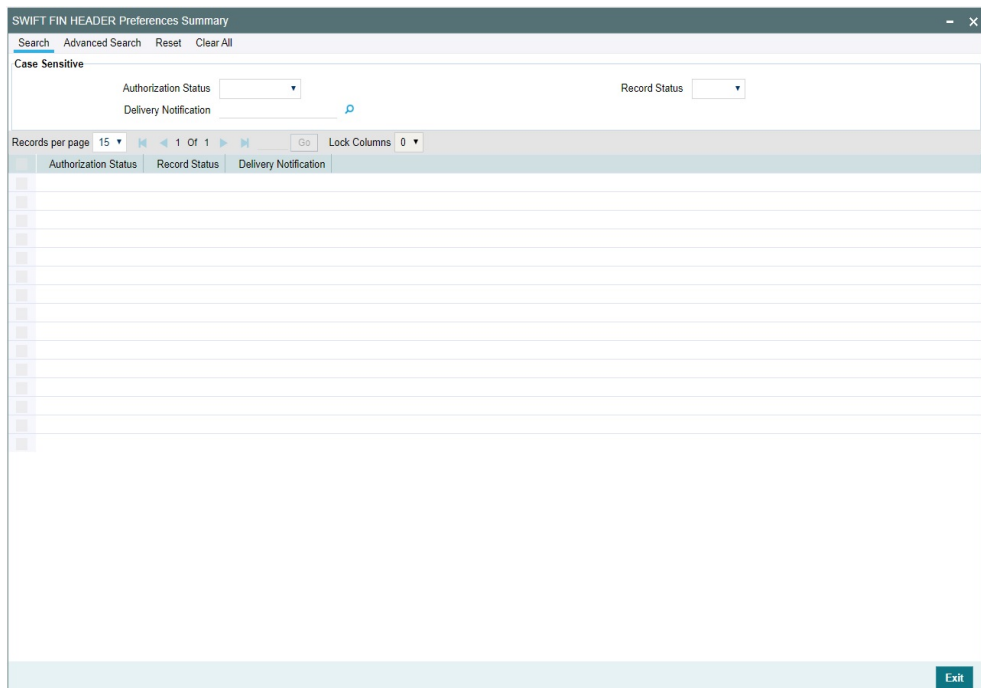 SWIFT FIN HEADER Preferences Summary
Search Advanced Search Reset Clear All
Case Sensitive
Authorization Status Record Status
Delivery Notification
Records per page 15 1 Of 1 Go Lock Columns 0
Authorization Status Record Status Delivery Notification
Exit